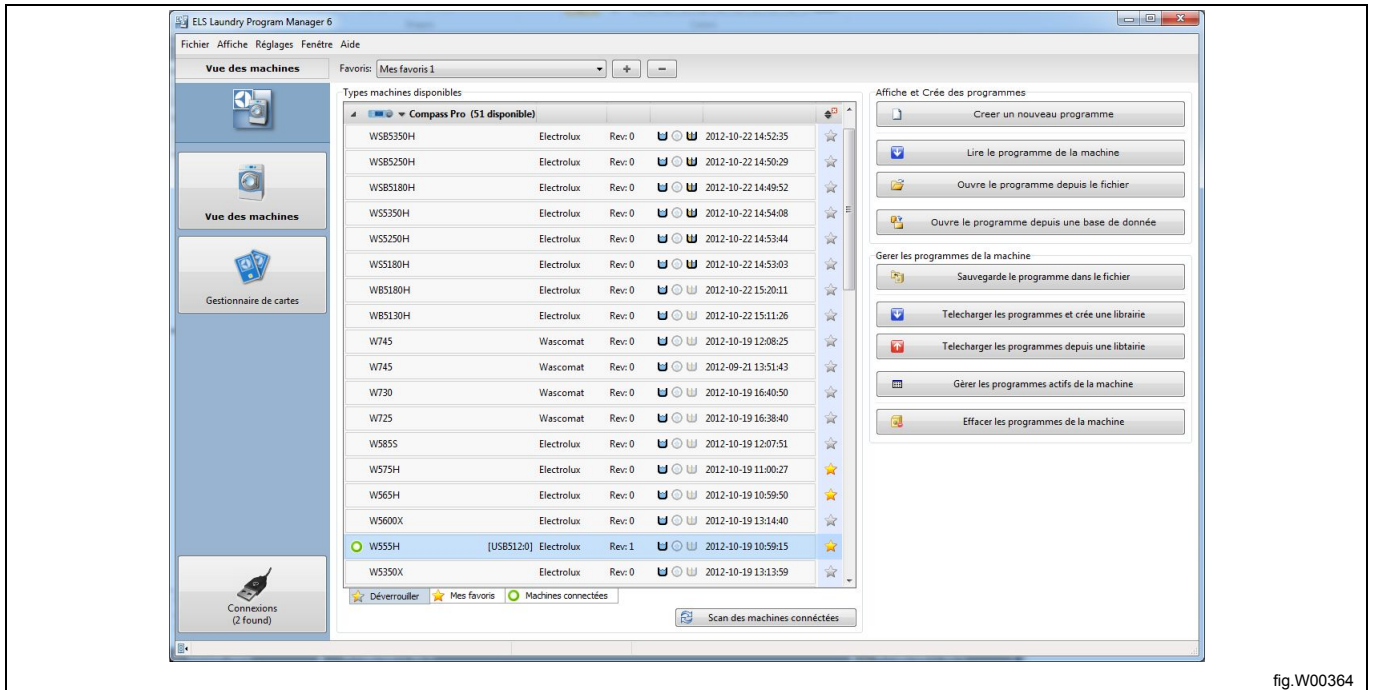 ELS Laundry Program Manager 6
Fichier Affiche Réglages Fenêtre Aide
Vue des machines
Favoris: Mes favoris 1
Types machines disponibles
Compass Pro (51 disponible)
WSB5350H Electrolux Rev: 0 2012-10-22 14:52:35
WSB5250H Electrolux Rev: 0 2012-10-22 14:50:29
WSB5180H Electrolux Rev: 0 2012-10-22 14:49:52
WS5350H Electrolux Rev: 0 2012-10-22 14:54:08
WS5250H Electrolux Rev: 0 2012-10-22 14:53:44
WS5180H Electrolux Rev: 0 2012-10-22 14:53:03
WB5180H Electrolux Rev: 0 2012-10-22 15:20:11
WB5130H Electrolux Rev: 0 2012-10-22 15:11:26
W745 Wascomat Rev: 0 2012-10-19 12:08:25
W745 Wascomat Rev: 0 2012-09-21 13:51:43
W730 Wascomat Rev: 0 2012-10-19 16:40:50
W725 Wascomat Rev: 0 2012-10-19 16:38:40
W585S Electrolux Rev: 0 2012-10-19 12:07:51
W575H Electrolux Rev: 0 2012-10-19 11:00:27
W565H Electrolux Rev: 0 2012-10-19 10:59:50
W5600X Electrolux Rev: 0 2012-10-19 13:14:40
W555H [USB512:0] Electrolux Rev: 1 2012-10-19 10:59:15
W5350X Electrolux Rev: 0 2012-10-19 13:13:59
Déverrouiller Mes favoris Machines connectées
Scan des machines connéctées
Vue des machines
Gestionnaire de cartes
Connexions
(2 found)
Affiche et Crée des programmes
Creer un nouveau programme
Lire le programme de la machine
Ouvre le programme depuis le fichier
Ouvre le programme depuis une base de donnée
Gerer les programmes de la machine
Sauvegarde le programme dans le fichier
Telecharger les programmes et crée une librairie
Telecharger les programmes depuis une libtairie
Gèrer les programmes actifs de la machine
Effacer les programmes de la machine
fig.W00364